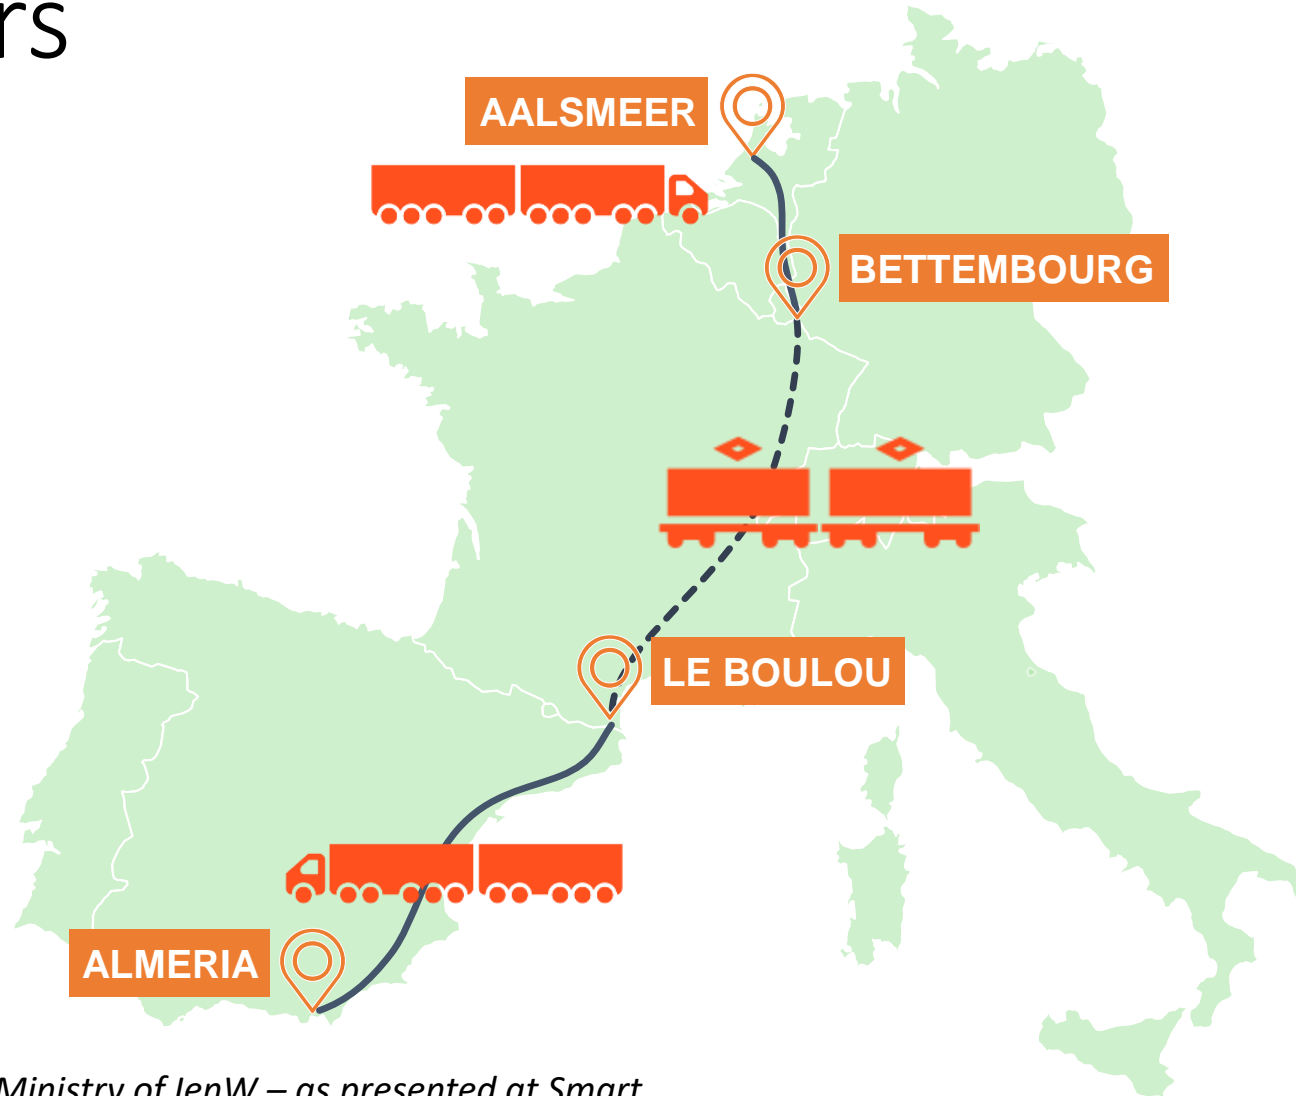 rs
AALSMEER
BETTEMBOURG
LE BOULOU
ALMERIA
Ministry of IenW – as presented at Smart